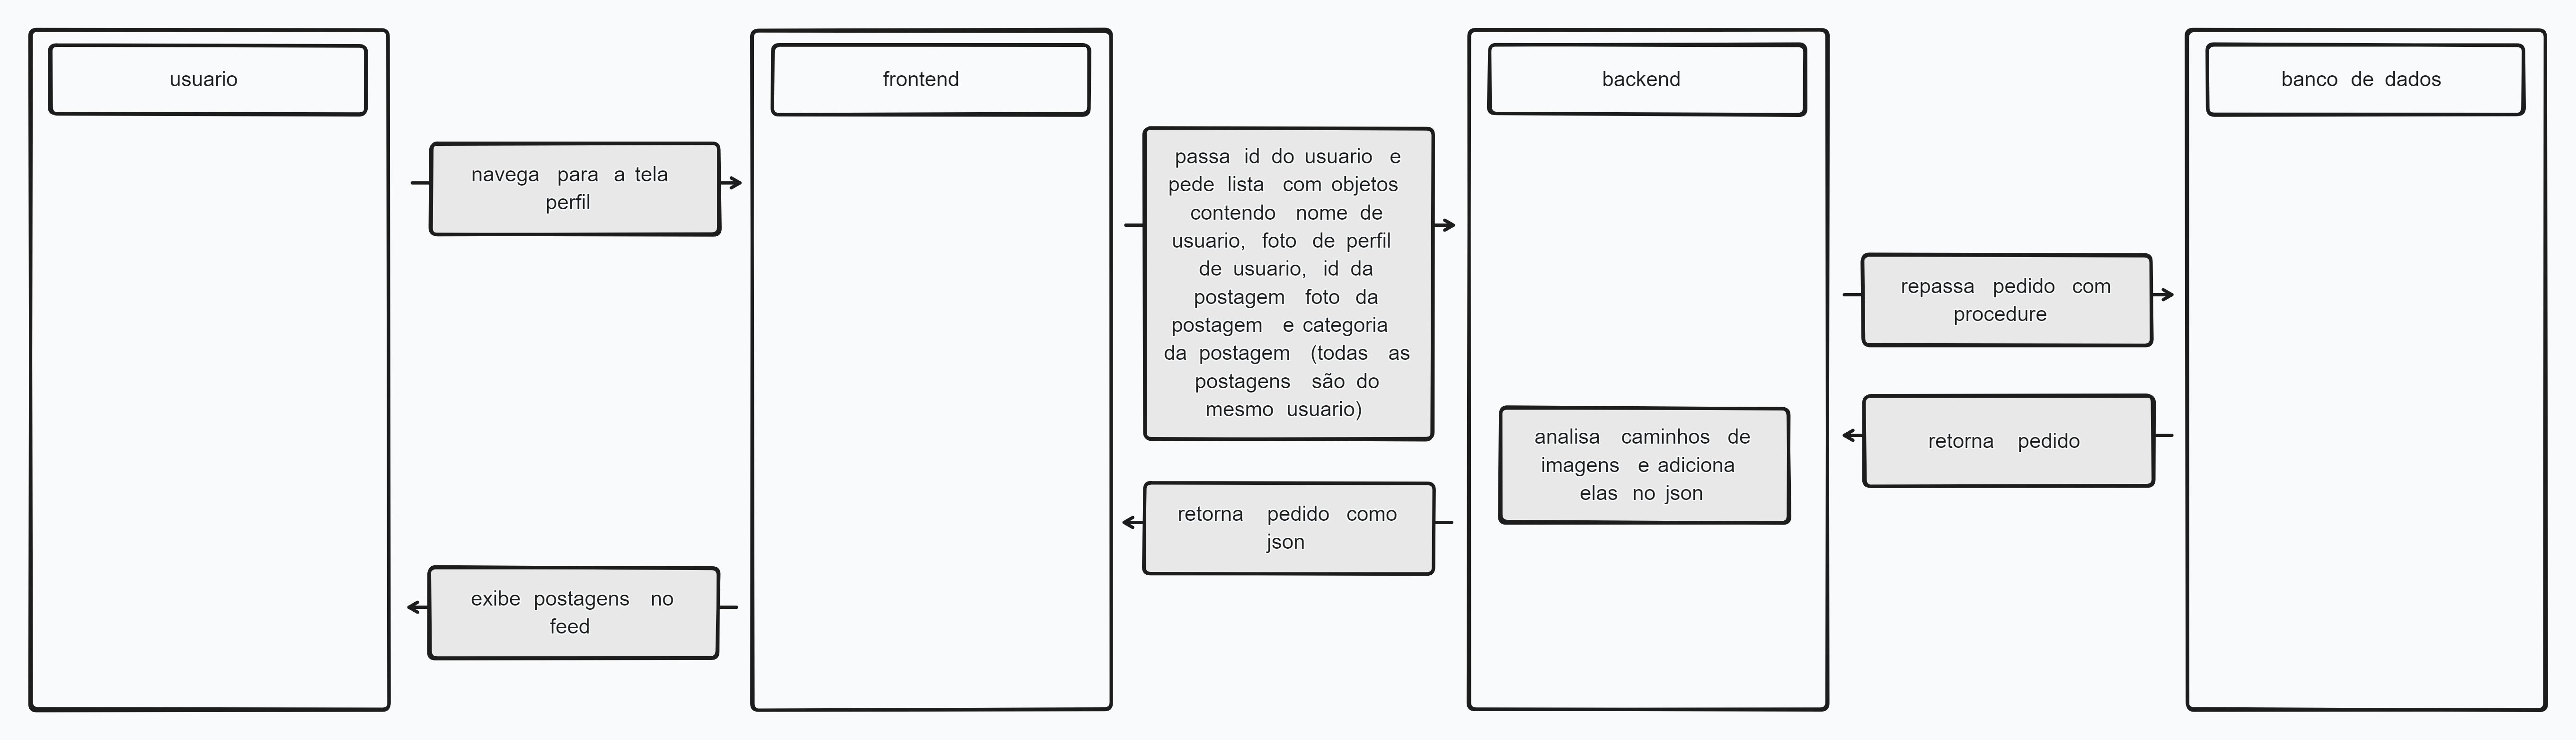 usuario
frontend
backend
banco de dados
navega para a tela
perfil
passa id do usuario e
pede lista com objetos
contendo nome de
usuario, foto de perfil
de usuario, id da
postagem foto da
postagem e categoria
da postagem (todas as
postagens são do
mesmo usuario)
repassa pedido com
procedure
retorna pedido
analisa caminhos de
imagens e adiciona
elas no json
retorna pedido como
json
exibe postagens no
feed